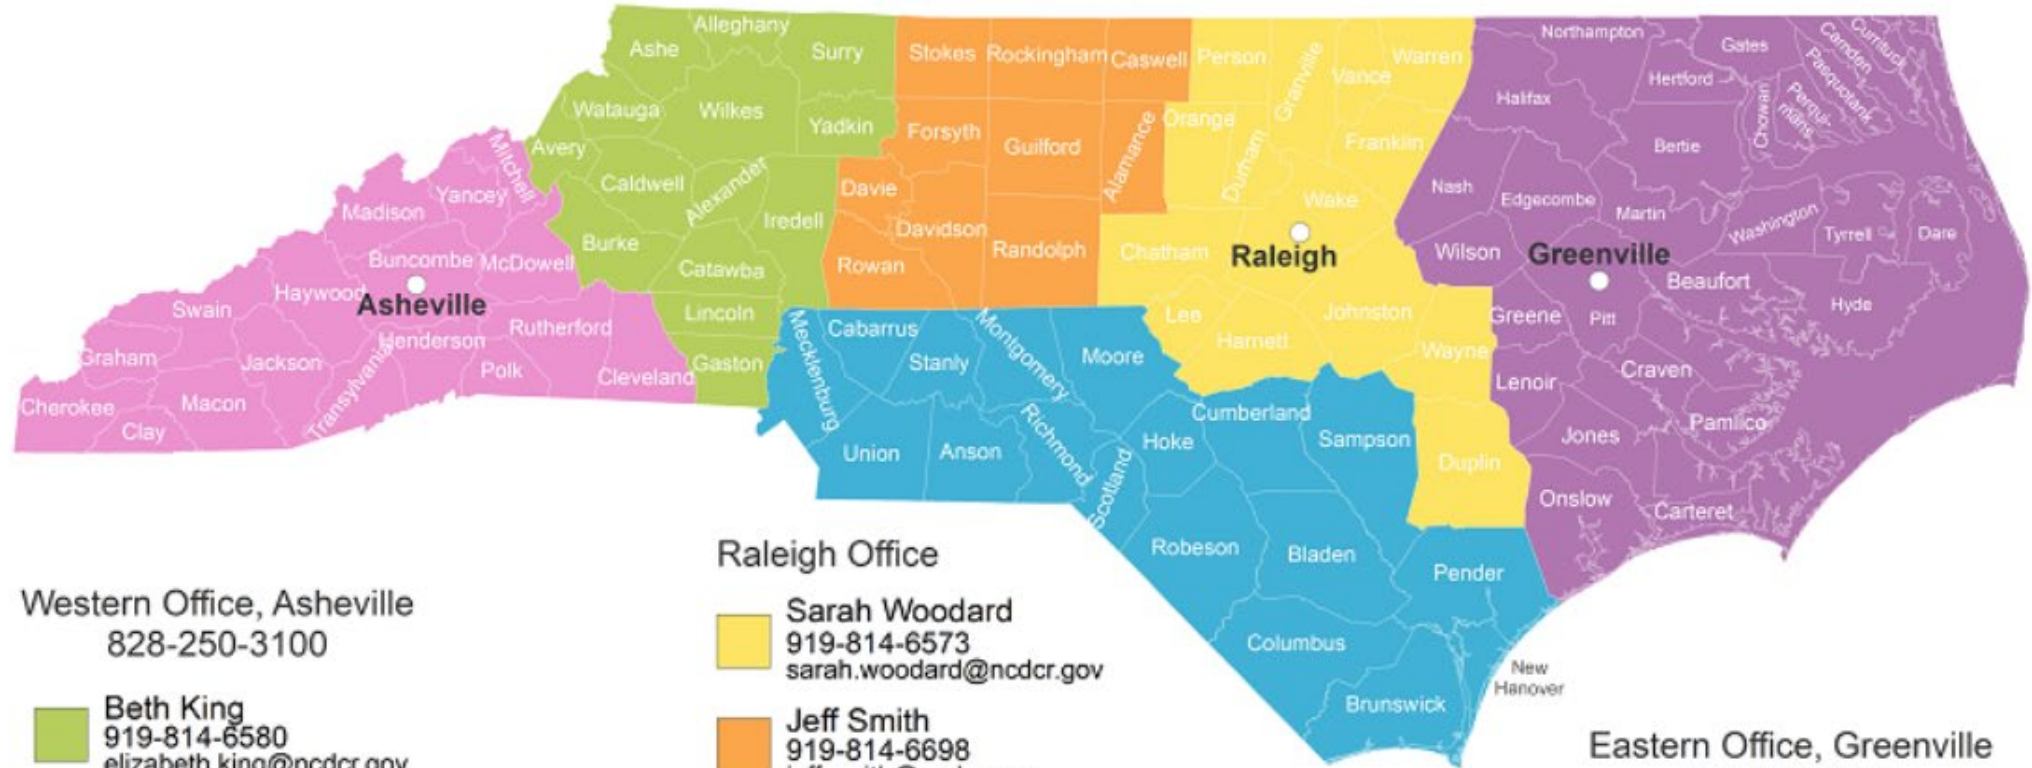 Alleghany
Ashe
Surry
Stokes
Rockingham
Caswell
Person
Granville
Vance
Warren
Northampton
Gates
Camden
Currituck
Pasquotank
Hertford
Perqui-
mans
Chowan
Halifax
Watauga
Wilkes
Yadkin
Forsyth
Guilford
Alamance
Orange
Durham
Franklin
Bertie
Avery
Mitchell
Caldwell
Alexander
Iredell
Davie
Davidson
Randolph
Chatham
Wake
Raleigh
Nash
Edgecombe
Martin
Washington
Tyrrell
Dare
Yancey
Madison
Burke
Buncombe
McDowell
Catawba
Rowan
Wilson
Greenville
Beaufort
Hyde
Swain
Haywood
Asheville
Rutherford
Lincoln
Mecklenburg
Cabarrus
Stanly
Montgomery
Moore
Lee
Harnett
Johnston
Wayne
Greene
Pitt
Graham
Jackson
Transylvania
Henderson
Polk
Cleveland
Gaston
Lenoir
Craven
Cherokee
Clay
Macon
Union
Anson
Richmond
Scotland
Hoke
Cumberland
Sampson
Duplin
Jones
Pamlico
Onslow
Carteret
Robeson
Bladen
Pender
Columbus
Brunswick
New
Hanover
Western Office, Asheville
828-250-3100
Beth King
919-814-6580
elizabeth.king@ncdcr.gov
Raleigh Office
Sarah Woodard
919-814-6573
sarah.woodard@ncdcr.gov
Jeff Smith
919-814-6698
Eastern Office, Greenville